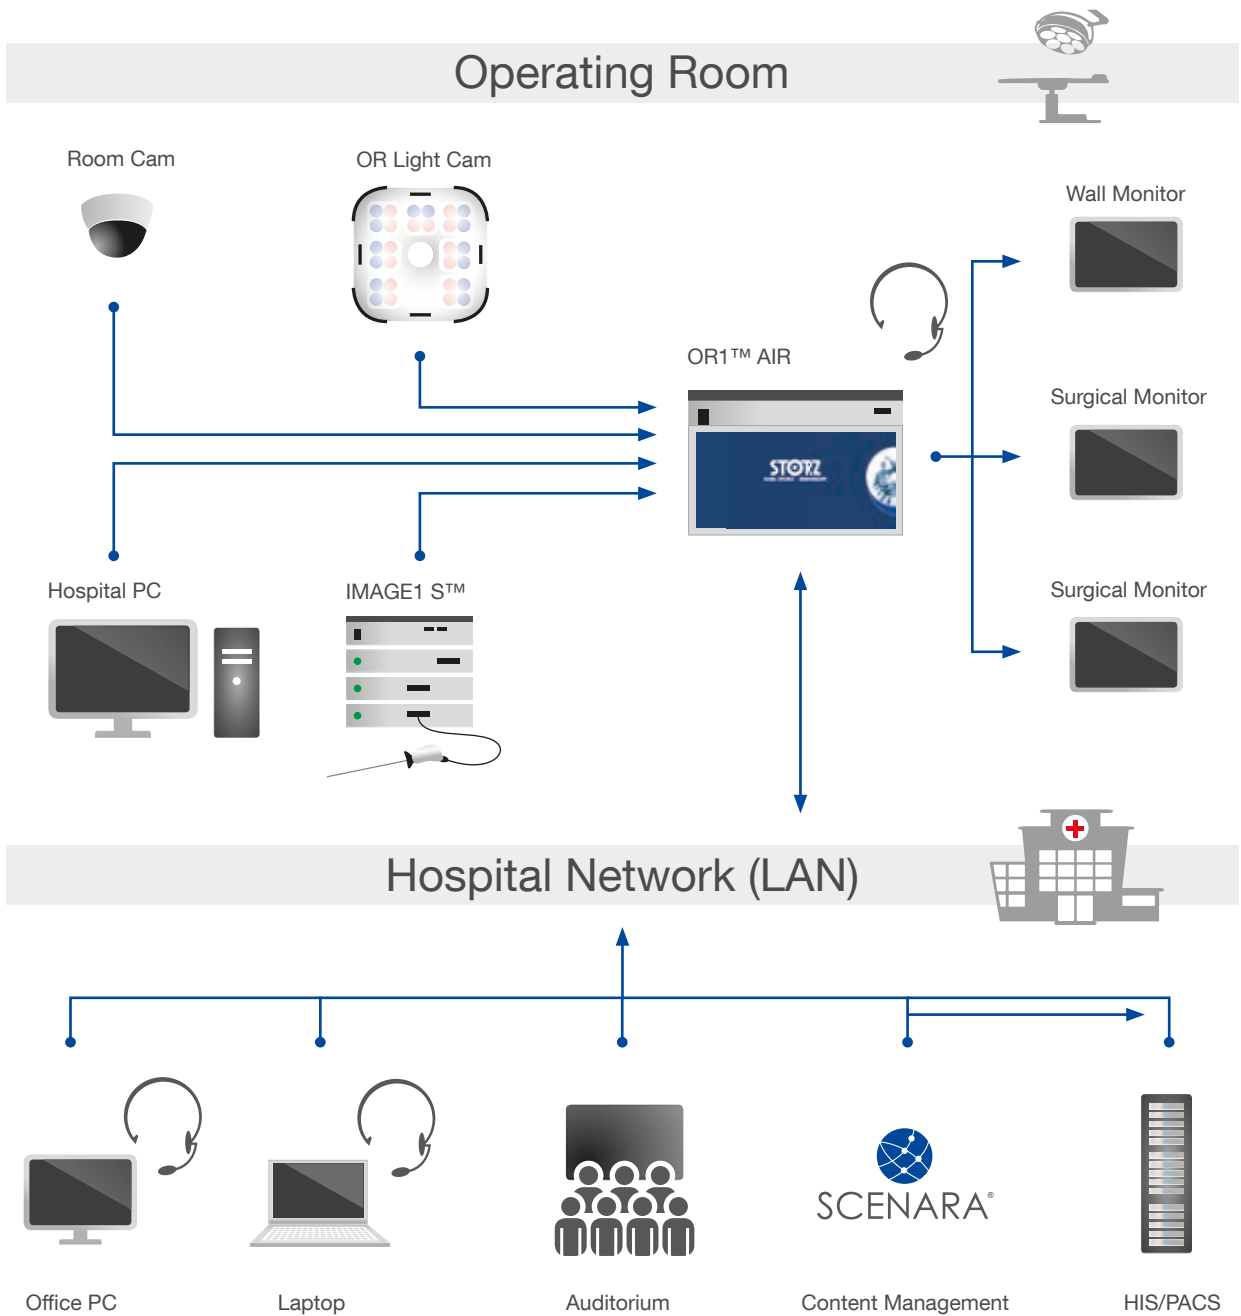 Operating Room
Room Cam
OR Light Cam
Wall Monitor
OR1™ AIR
STORZ
Surgical Monitor
Hospital PC
IMAGE1 S™
Surgical Monitor
Hospital Network (LAN)
SCENARA®
Office PC
Laptop
Auditorium
Content Management
HIS/PACS